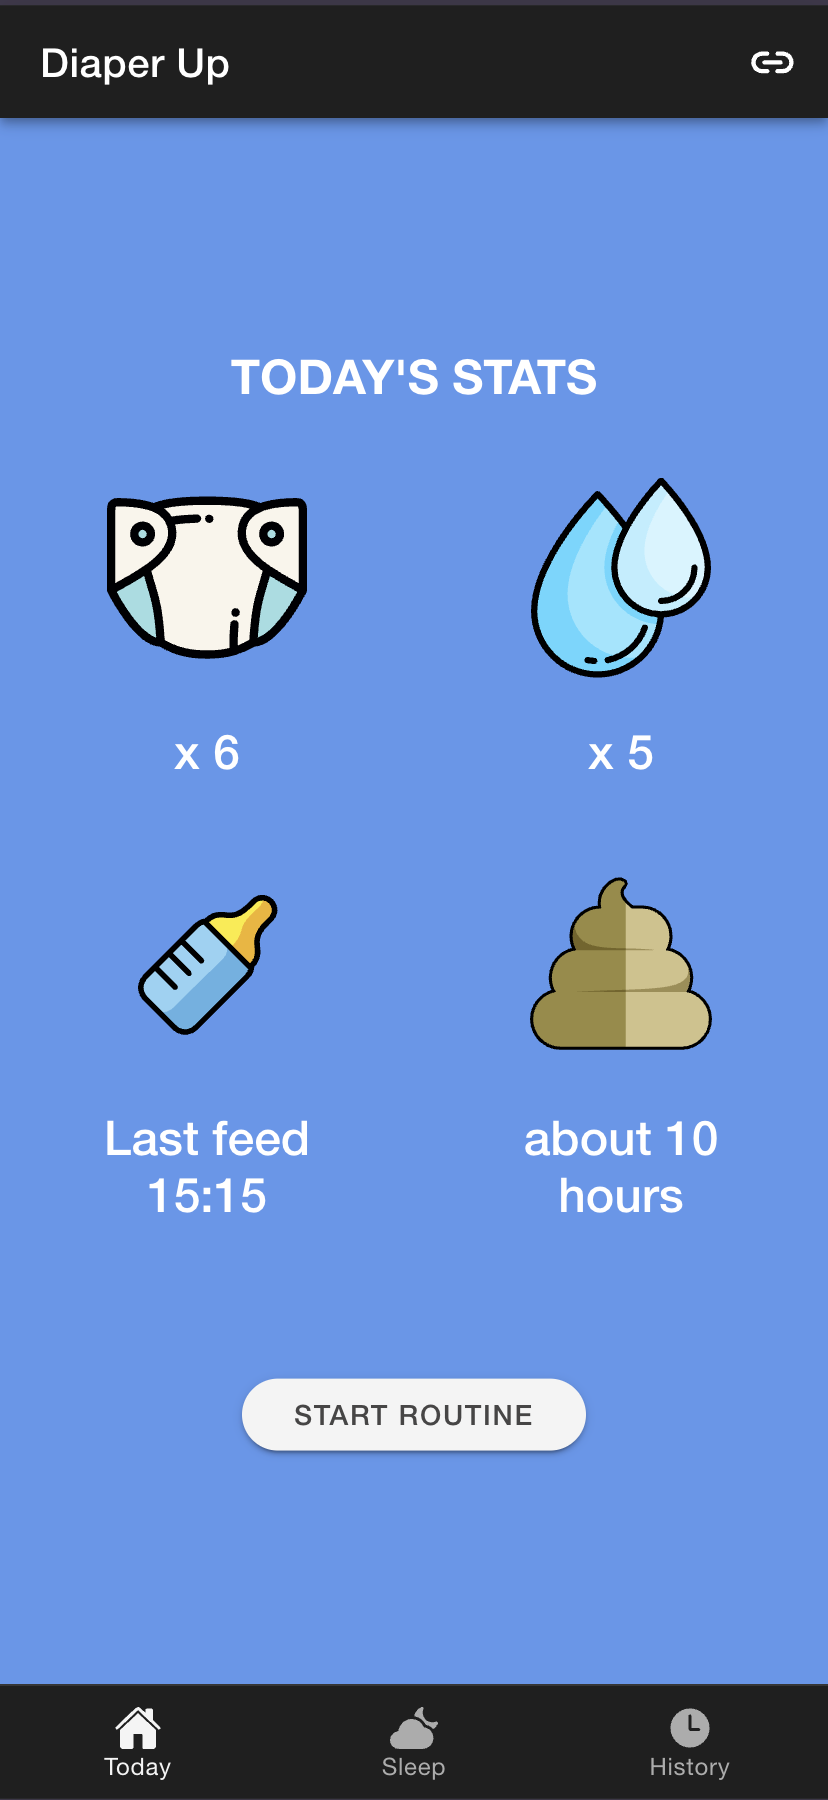 Diaper Up
TODAY'S STATS
x 6
x 5
Last feed
15:15
about 10
hours
START ROUTINE
Today
Sleep
History